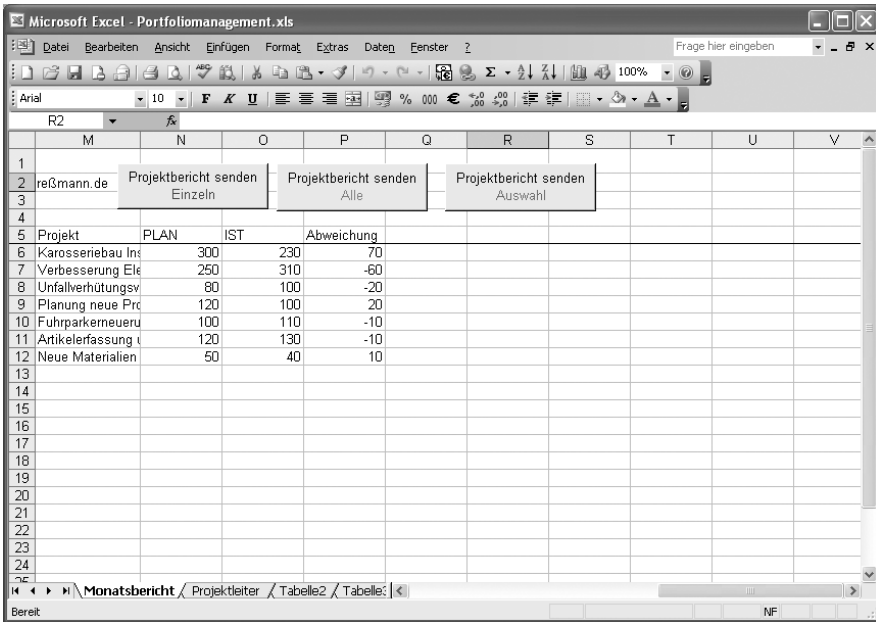 Microsoft Excel - Portfoliomanagement.xls
Datei Bearbeiten Ansicht Einfügen Format Extras Daten Fenster ? Frage hier eingeben
100%
Arial 10 F K U % 000 €
R2 fx
M N O P Q R S T U V
1
Projektbericht senden Projektbericht senden Projektbericht senden
2 reßmann.de
Einzeln Alle Auswahl
3
4
5 Projekt PLAN IST Abweichung
6 Karosseriebau Ins 300 230 70
7 Verbesserung Ele 250 310 -60
8 Unfallverhütungsv 80 100 -20
9 Planung neue Pro 120 100 20
10 Fuhrparkerneueru 100 110 -10
11 Artikelerfassung u 120 130 -10
12 Neue Materialien 50 40 10
13
14
15
16
17
18
19
20
21
22
23
24
Monatsbericht Projektleiter Tabelle2 Tabelle3
Bereit NF